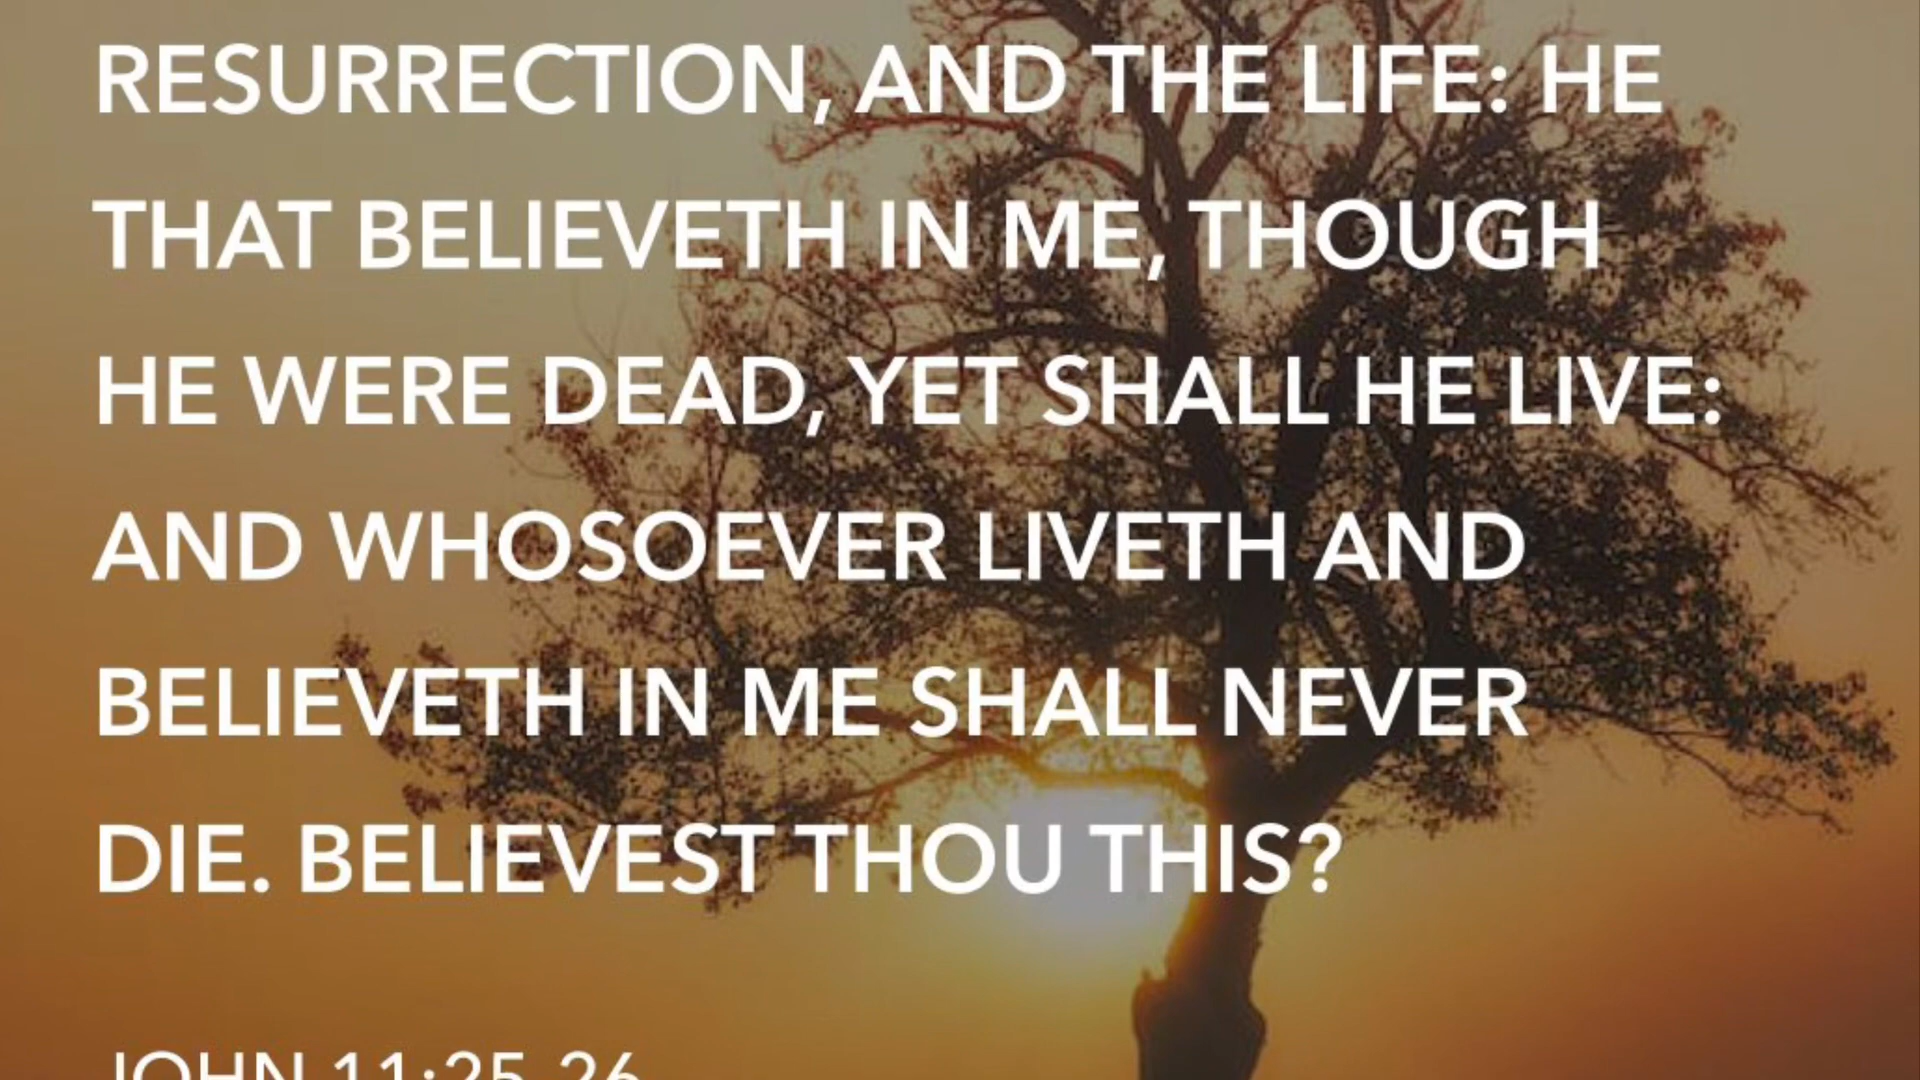 RESURRECTION, AND THE LIFE: HE
THAT BELIEVETH IN ME, THOUGH
HE WERE DEAD, YET SHALL HE LIVE:
AND WHOSOEVER LIVETH AND
BELIEVETH IN ME SHALL NEVER
DIE. BELIEVEST THOU THIS?
JOHN 11:25-26